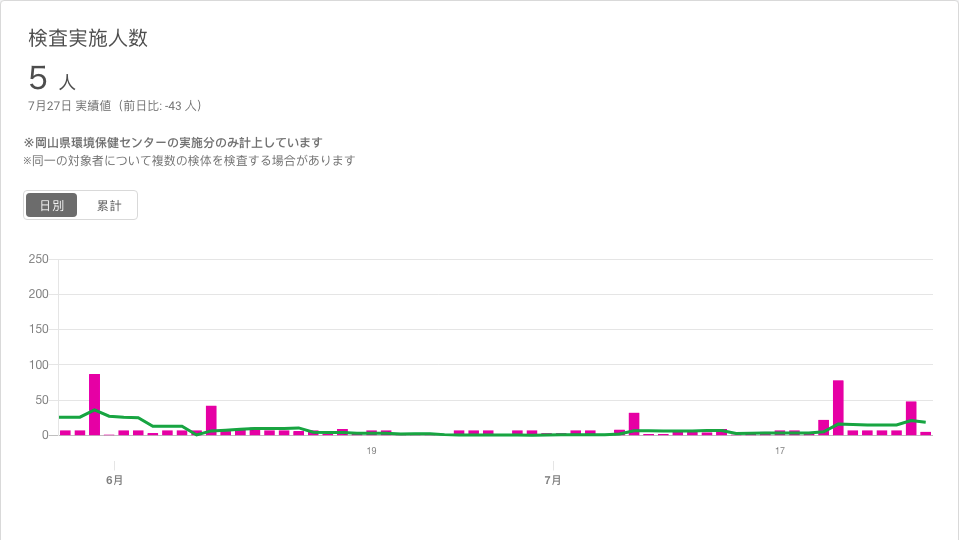 検査実施人数
5 人
7月27日 実績値（前日比: -43 人）
※岡山県環境保健センターの実施分のみ計上しています
※同一の対象者について複数の検体を検査する場合があります
日別 累計
250
200
150
100
50
0
19 17
6月 7月